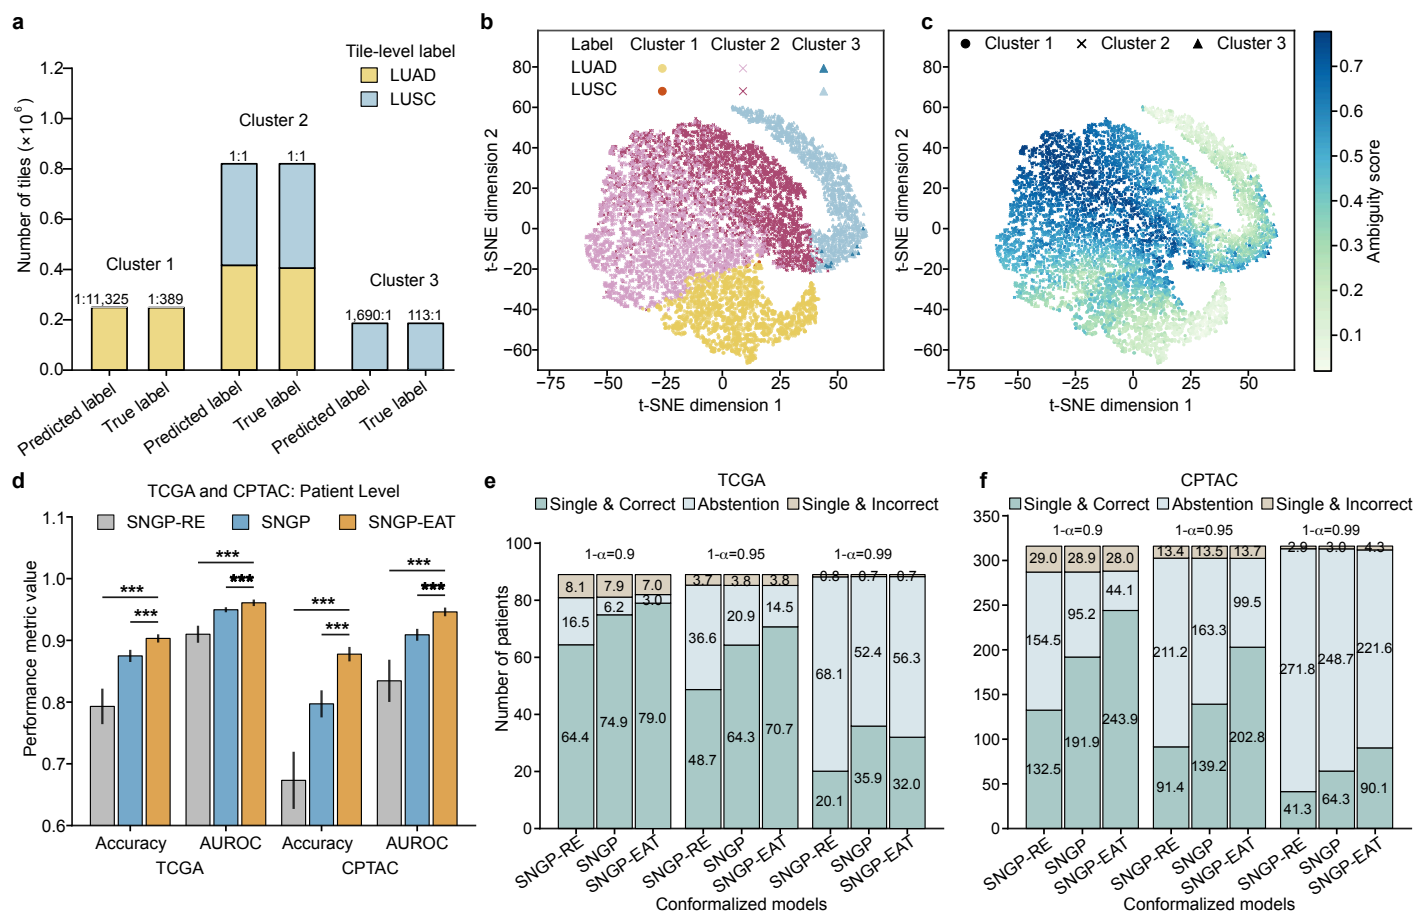 a
Tile-level label
LUAD
LUSC
Number of tiles (×10⁶)
1.2
1.0
0.8
0.6
0.4
0.2
0.0
Cluster 1
Cluster 2
Cluster 3
1:11,325
1:389
1:1
1:1
1,690:1
113:1
Predicted label
True label
Predicted label
True label
Predicted label
True label
b
Label Cluster 1 Cluster 2 Cluster 3
LUAD
LUSC
t-SNE dimension 2
80
60
40
20
0
−20
−40
−60
−75 −50 −25 0 25 50
t-SNE dimension 1
c
Cluster 1 Cluster 2 Cluster 3
t-SNE dimension 2
80
60
40
20
0
−20
−40
−60
−75 −50 −25 0 25 50
t-SNE dimension 1
0.7
0.6
0.5
0.4
0.3
0.2
0.1
Ambiguity score
d
TCGA and CPTAC: Patient Level
SNGP-RE SNGP SNGP-EAT
Performance metric value
1.1
1.0
0.9
0.8
0.7
0.6
***
***
***
***
***
***
***
***
Accuracy AUROC Accuracy AUROC
TCGA CPTAC
e
TCGA
Single & Correct Abstention Single & Incorrect
1-α=0.9 1-α=0.95 1-α=0.99
Number of patients
100
80
60
40
20
0
8.1 7.9 7.0 3.7 3.8 3.8 0.8 0.7 0.7
16.5 6.2 3.0 36.6 20.9 14.5 68.1 52.4 56.3
64.4 74.9 79.0 48.7 64.3 70.7 20.1 35.9 32.0
SNGP-RE SNGP SNGP-EAT SNGP-RE SNGP SNGP-EAT SNGP-RE SNGP SNGP-EAT
Conformalized models
f
CPTAC
Single & Correct Abstention Single & Incorrect
1-α=0.9 1-α=0.95 1-α=0.99
350
300
250
200
150
100
50
0
29.0 28.9 28.0 13.4 13.5 13.7 2.9 3.0 4.3
154.5 95.2 44.1 211.2 163.3 99.5 271.8 248.7 221.6
132.5 191.9 243.9 91.4 139.2 202.8 41.3 64.3 90.1
SNGP-RE SNGP SNGP-EAT SNGP-RE SNGP SNGP-EAT SNGP-RE SNGP SNGP-EAT
Conformalized models